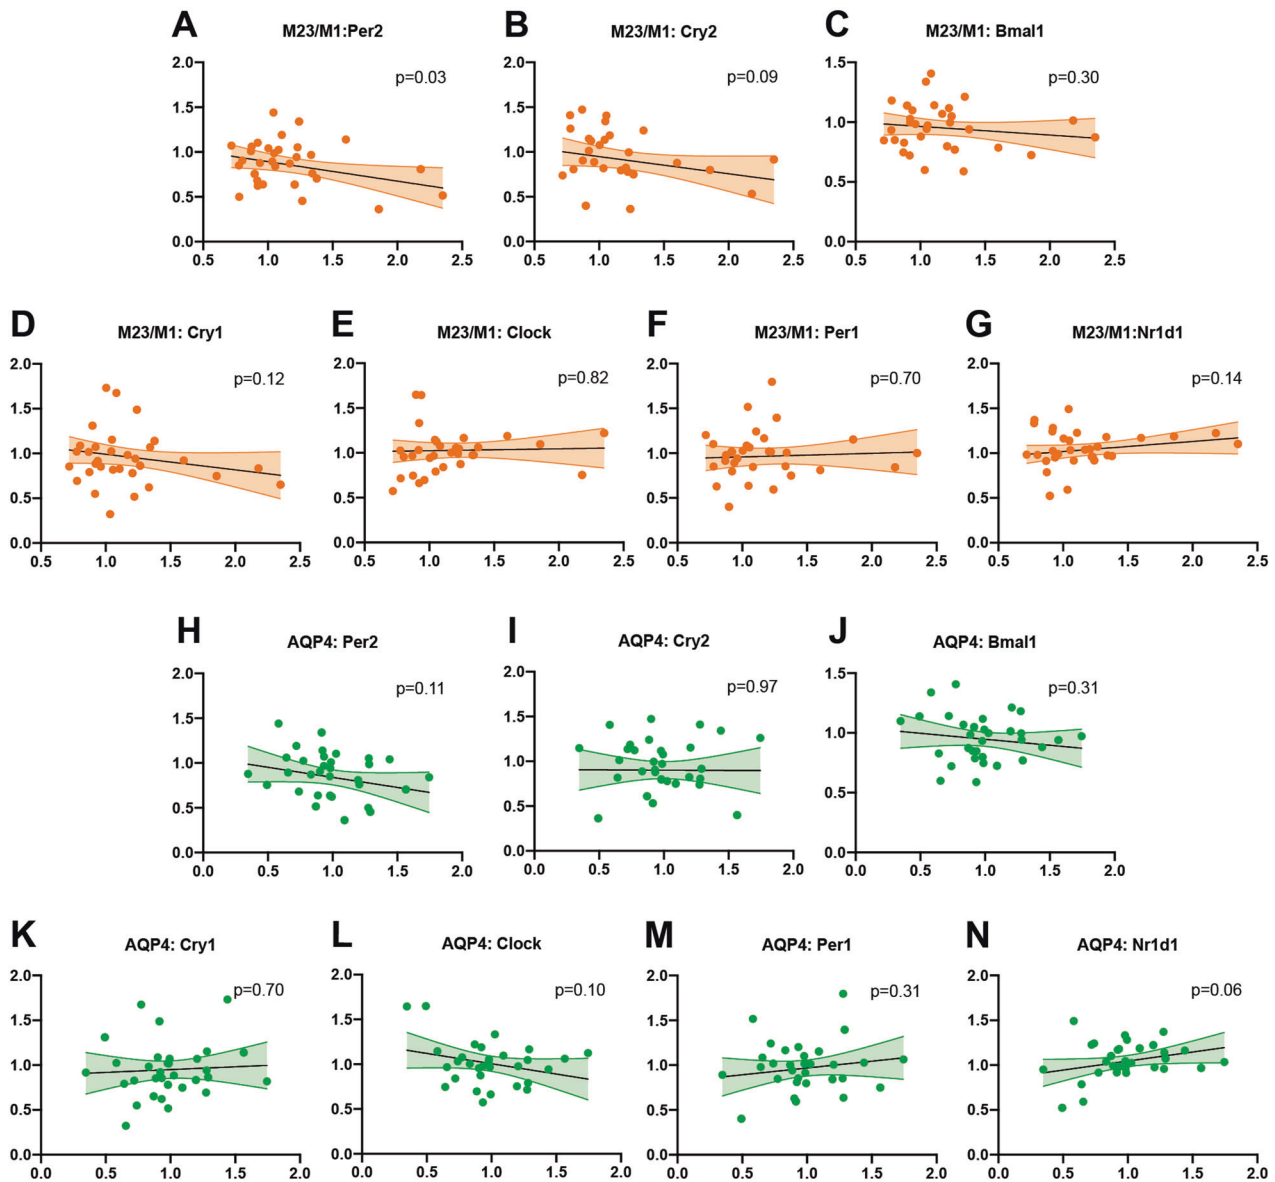 A M23/M1:Per2
2.0
1.5
1.0
0.5
0.0
p=0.03
0.5 1.0 1.5 2.0 2.5
B M23/M1: Cry2
2.0
1.5
1.0
0.5
0.0
p=0.09
0.5 1.0 1.5 2.0 2.5
C M23/M1: Bmal1
1.5
1.0
0.5
0.0
p=0.30
0.5 1.0 1.5 2.0 2.5
D M23/M1: Cry1
2.0
1.5
1.0
0.5
0.0
p=0.12
0.5 1.0 1.5 2.0 2.5
E M23/M1: Clock
2.0
1.5
1.0
0.5
0.0
p=0.82
0.5 1.0 1.5 2.0 2.5
F M23/M1: Per1
2.0
1.5
1.0
0.5
0.0
p=0.70
0.5 1.0 1.5 2.0 2.5
G M23/M1:Nr1d1
2.0
1.5
1.0
0.5
0.0
p=0.14
0.5 1.0 1.5 2.0 2.5
H AQP4: Per2
2.0
1.5
1.0
0.5
0.0
p=0.11
0.0 0.5 1.0 1.5 2.0
I AQP4: Cry2
2.0
1.5
1.0
0.5
0.0
p=0.97
0.0 0.5 1.0 1.5 2.0
J AQP4: Bmal1
1.5
1.0
0.5
0.0
p=0.31
0.0 0.5 1.0 1.5 2.0
K AQP4: Cry1
2.0
1.5
1.0
0.5
0.0
p=0.70
0.0 0.5 1.0 1.5 2.0
L AQP4: Clock
2.0
1.5
1.0
0.5
0.0
p=0.10
0.0 0.5 1.0 1.5 2.0
M AQP4: Per1
2.0
1.5
1.0
0.5
0.0
p=0.31
0.0 0.5 1.0 1.5 2.0
N AQP4: Nr1d1
2.0
1.5
1.0
0.5
0.0
p=0.06
0.0 0.5 1.0 1.5 2.0